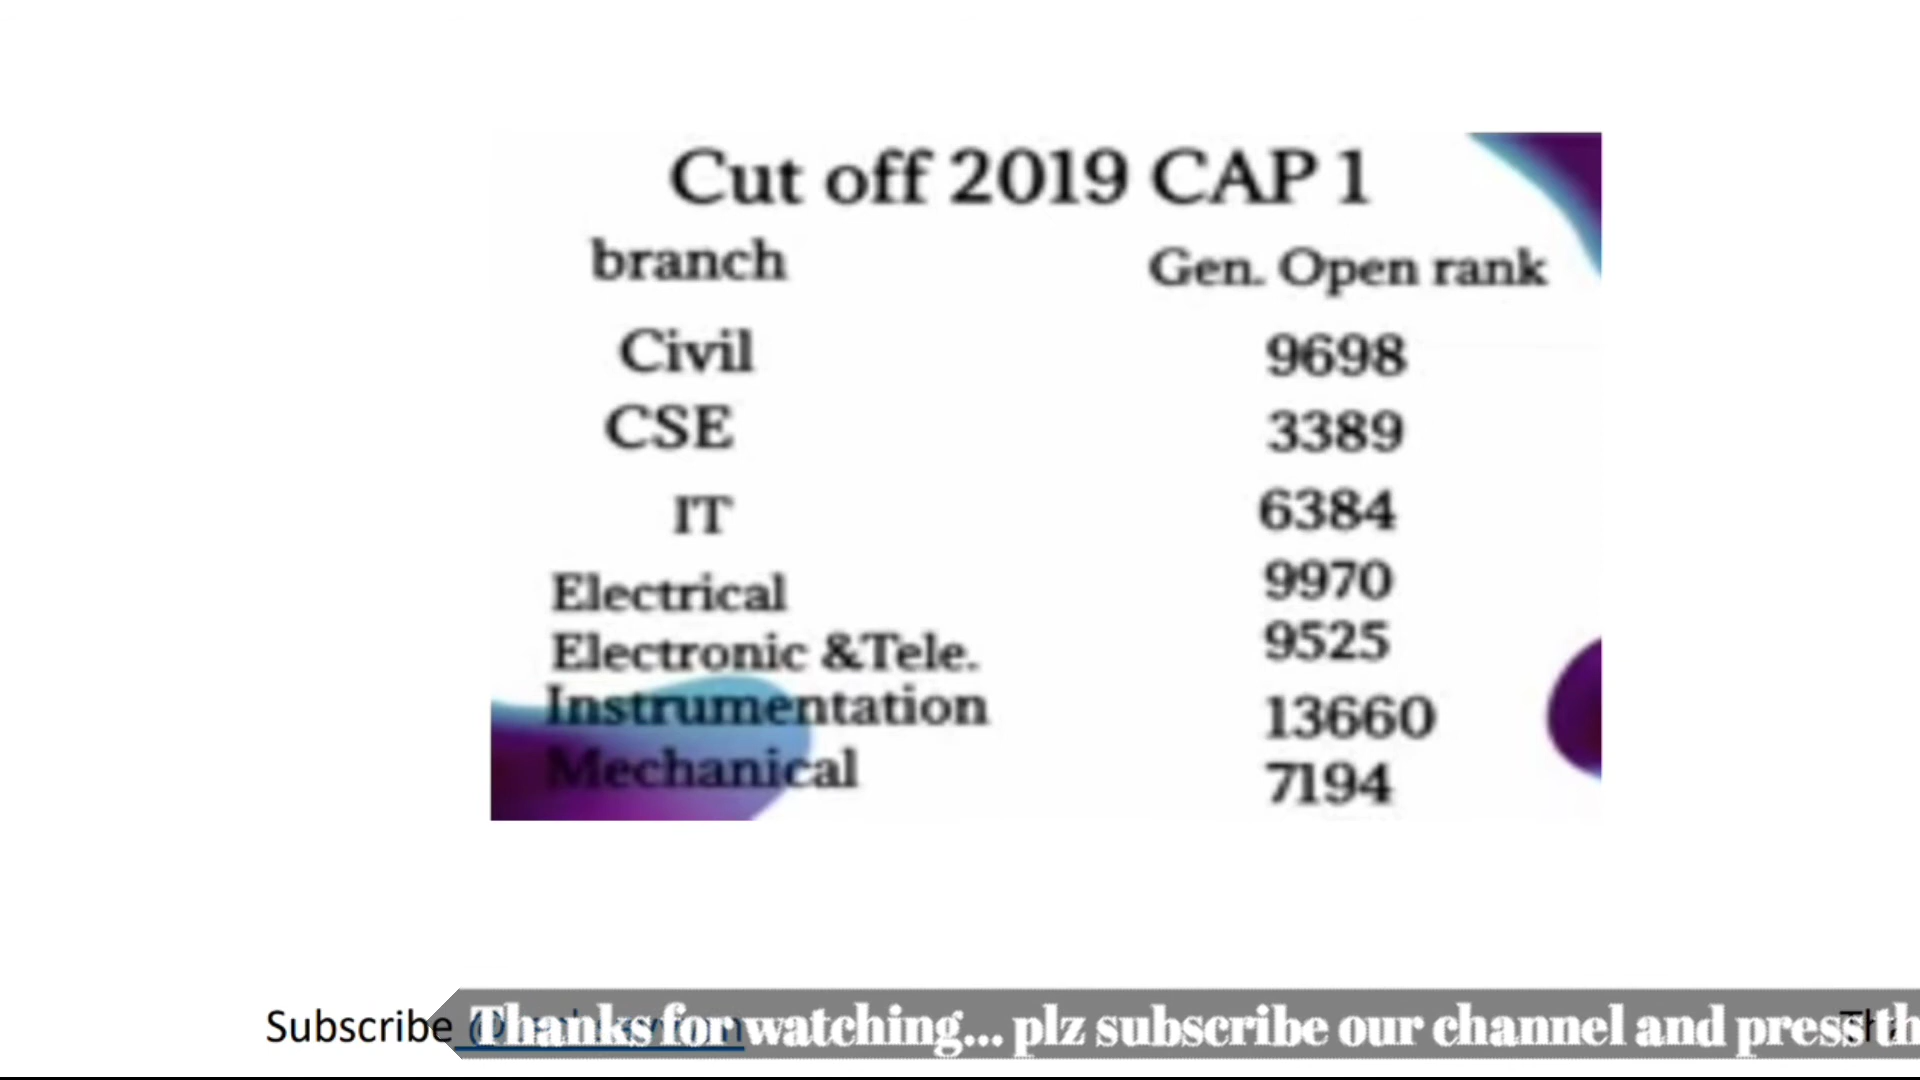 Cut off 2019 CAP 1
branch Gen. Open rank
Civil 9698
CSE 3389
IT 6384
Electrical 9970
Electronic &Tele. 9525
Instrumentation 13660
Mechanical 7194
Subscribe Thanks for watching... plz subscribe our channel and press th